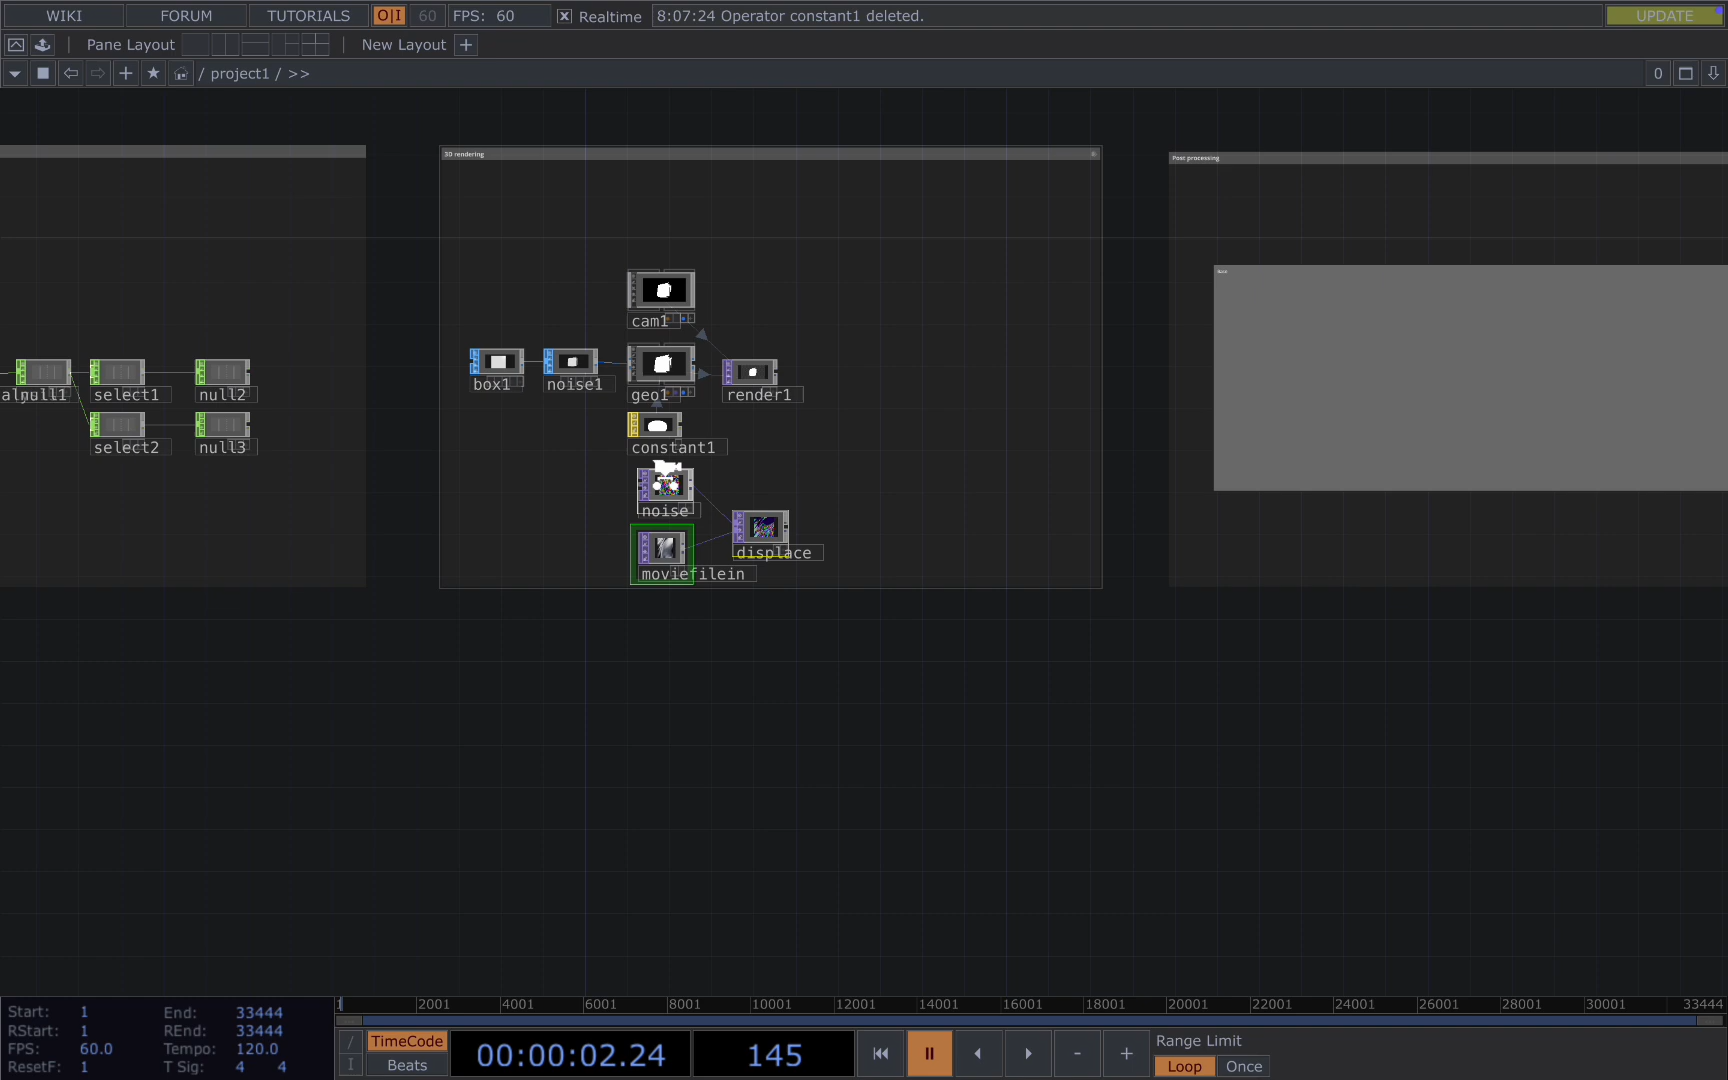 WIKI
FORUM
TUTORIALS
O|I
60
FPS: 60
Realtime
8:07:24 Operator constant1 deleted.
UPDATE
Pane Layout
New Layout
/ project1 / >>
0
3D rendering
Post processing
cam1
box1
noise1
geo1
render1
select1
null2
constant1
select2
null3
noise
displace
moviefilein
1
2001
4001
6001
8001
10001
12001
14001
16001
18001
20001
22001
24001
26001
28001
30001
33444
Start: 1
End: 33444
RStart: 1
REnd: 33444
FPS: 60.0
Tempo: 120.0
ResetF: 1
T Sig: 4 4
TimeCode
Beats
00:00:02.24
145
Range Limit
Loop
Once